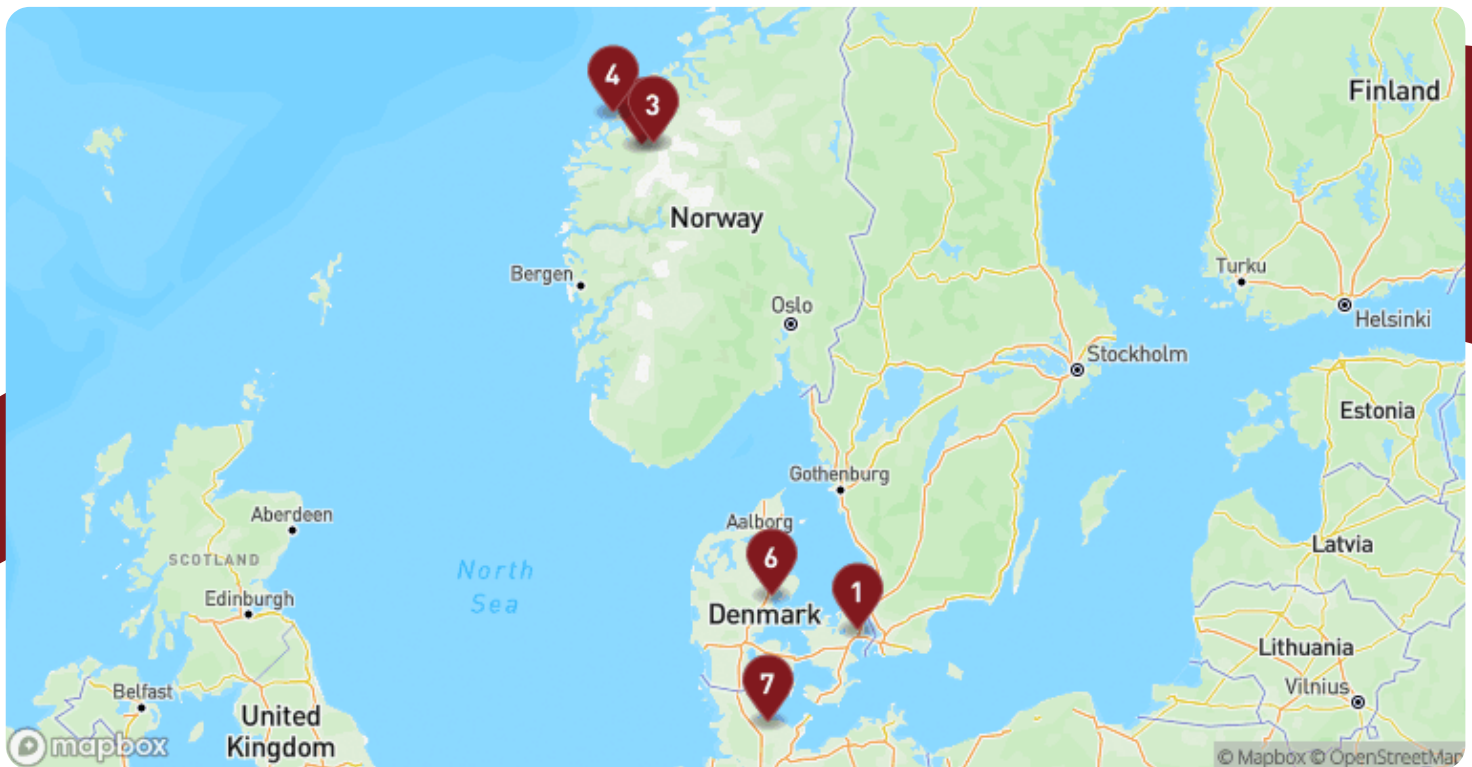 4
3
Finland
Norway
Turku
Bergen
Oslo
Helsinki
Stockholm
Estonia
Gothenburg
Aberdeen
Aalborg
SCOTLAND
Latvia
North
Sea
6
Edinburgh
1
Denmark
Lithuania
Belfast
7
Vilnius
United
Kingdom
mapbox
© Mapbox © OpenStreetMap